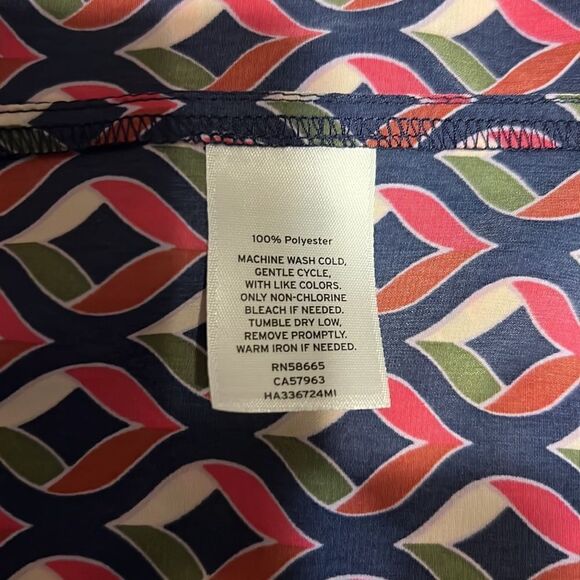 100% Polyester
MACHINE WASH COLD,
GENTLE CYCLE,
WITH LIKE COLORS.
ONLY NON-CHLORINE
BLEACH IF NEEDED.
TUMBLE DRY LOW,
REMOVE PROMPTLY.
WARM IRON IF NEEDED.
RN58665
CA57963
HA336724MI